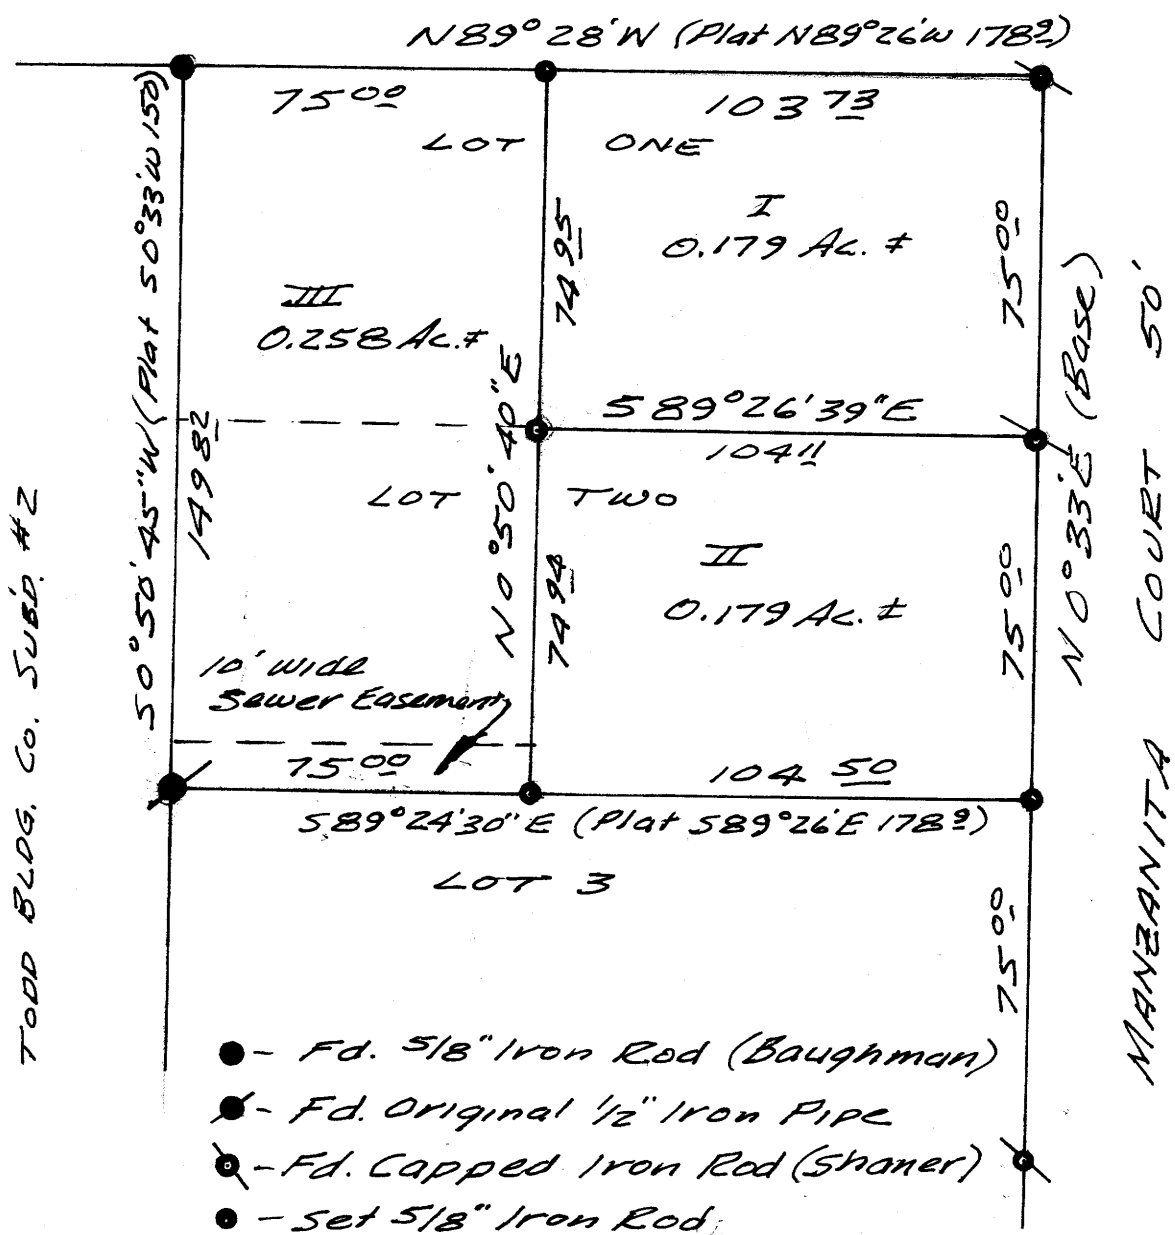 N89°28'W (Plat N89°26'W 178.9)
75.00
103.73
LOT ONE
I
0.179 Ac. ±
75.00
74.95
S0°50'45"W (Plat S0°33'W 150)
149.82
III
0.258 Ac. ±
N0°50'40"E
S89°26'39"E
104.11
N0°33'E (Base)
MANZANITA COURT 50'
LOT TWO
II
0.179 Ac. ±
75.00
74.94
TODD BLDG. Co. SUBD. #2
10' wide
Sewer Easement
75.00
104.50
S89°24'30"E (Plat S89°26'E 178.9)
LOT 3
75.00
- Fd. 5/8" Iron Rod (Baughman)
- Fd. Original 1/2" Iron Pipe
- Fd. Capped Iron Rod (Shaner)
- Set 5/8" Iron Rod